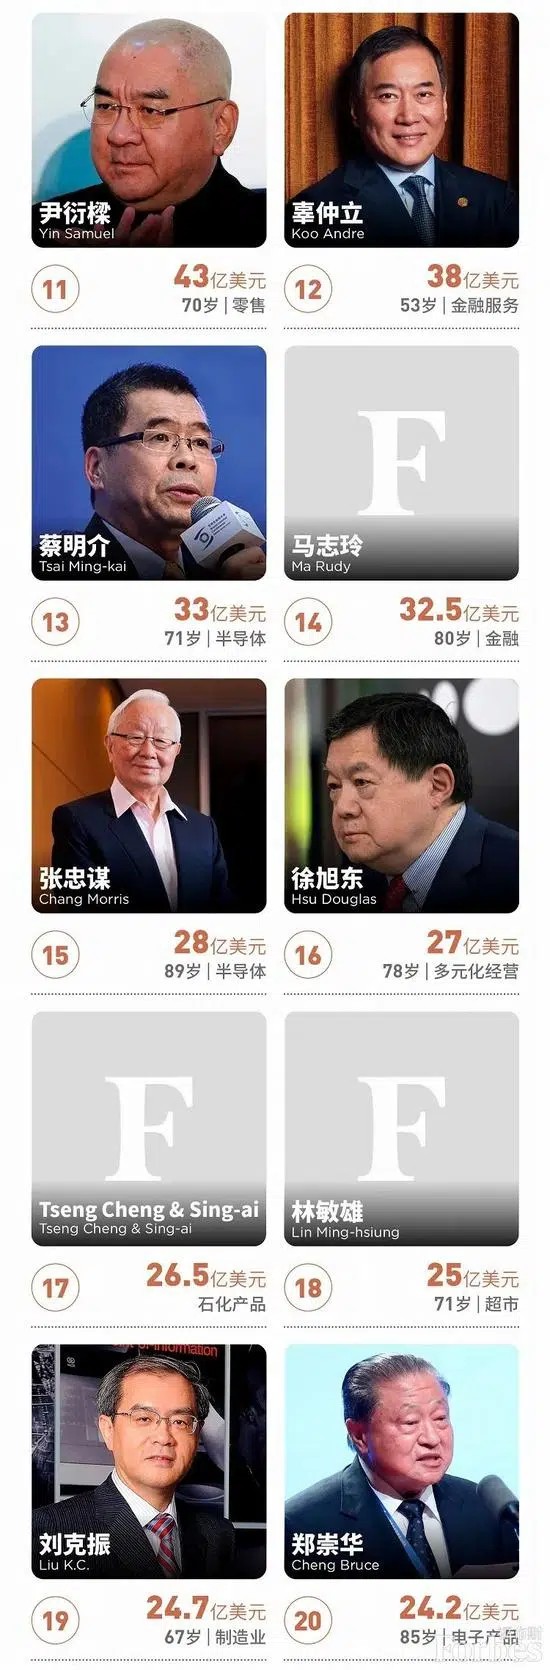 尹衍樑
Yin Samuel
11
43亿美元
70岁 | 零售
辜仲立
Koo Andre
12
38亿美元
53岁 | 金融服务
蔡明介
Tsai Ming-kai
13
33亿美元
71岁 | 半导体
F
马志玲
Ma Rudy
14
32.5亿美元
80岁 | 金融
张忠谋
Chang Morris
15
28亿美元
89岁 | 半导体
徐旭东
Hsu Douglas
16
27亿美元
78岁 | 多元化经营
F
Tseng Cheng & Sing-ai
Tseng Cheng & Sing-ai
17
26.5亿美元
石化产品
F
林敏雄
Lin Ming-hsiung
18
25亿美元
71岁 | 超市
of Information
刘克振
Liu K.C.
19
24.7亿美元
67岁 | 制造业
郑崇华
Cheng Bruce
20
24.2亿美元
85岁 | 电子产品
福布斯
Forbes